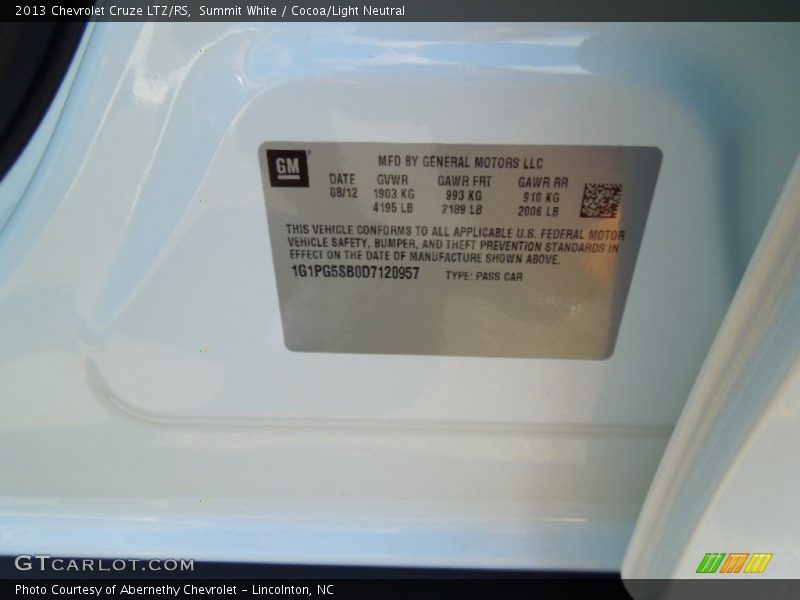 2013 Chevrolet Cruze LTZ/RS, Summit White / Cocoa/Light Neutral
GM
MFD BY GENERAL MOTORS LLC
DATE GVWR GAWR FRT GAWR RR
08/12 1903 KG 993 KG 910 KG
4195 LB 2189 LB 2006 LB
THIS VEHICLE CONFORMS TO ALL APPLICABLE U.S. FEDERAL MOTOR
VEHICLE SAFETY, BUMPER, AND THEFT PREVENTION STANDARDS IN
EFFECT ON THE DATE OF MANUFACTURE SHOWN ABOVE.
1G1PG5SB0D7120957 TYPE: PASS CAR
GTCARLOT.COM
Photo Courtesy of Abernethy Chevrolet - Lincolnton, NC